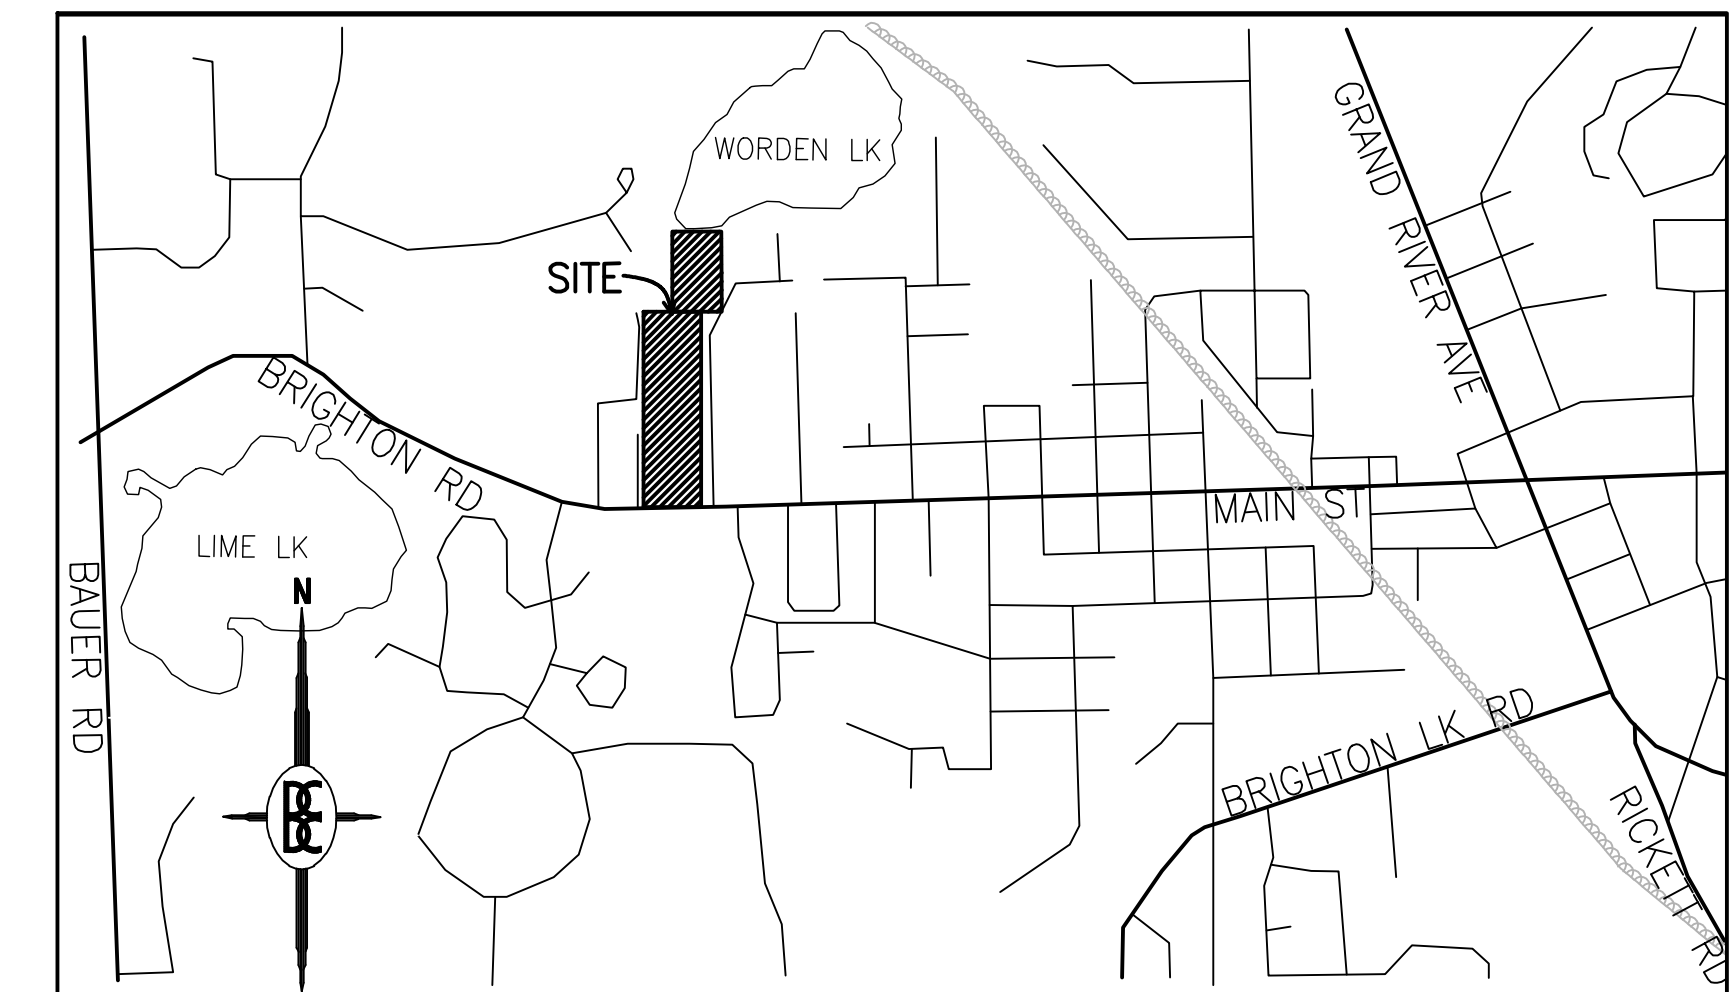 WORDEN LK
GRAND RIVER AVE
SITE
BRIGHTON RD
MAIN ST
LIME LK
N
BAUER RD
BRIGHTON LK RD
RICKETT RD